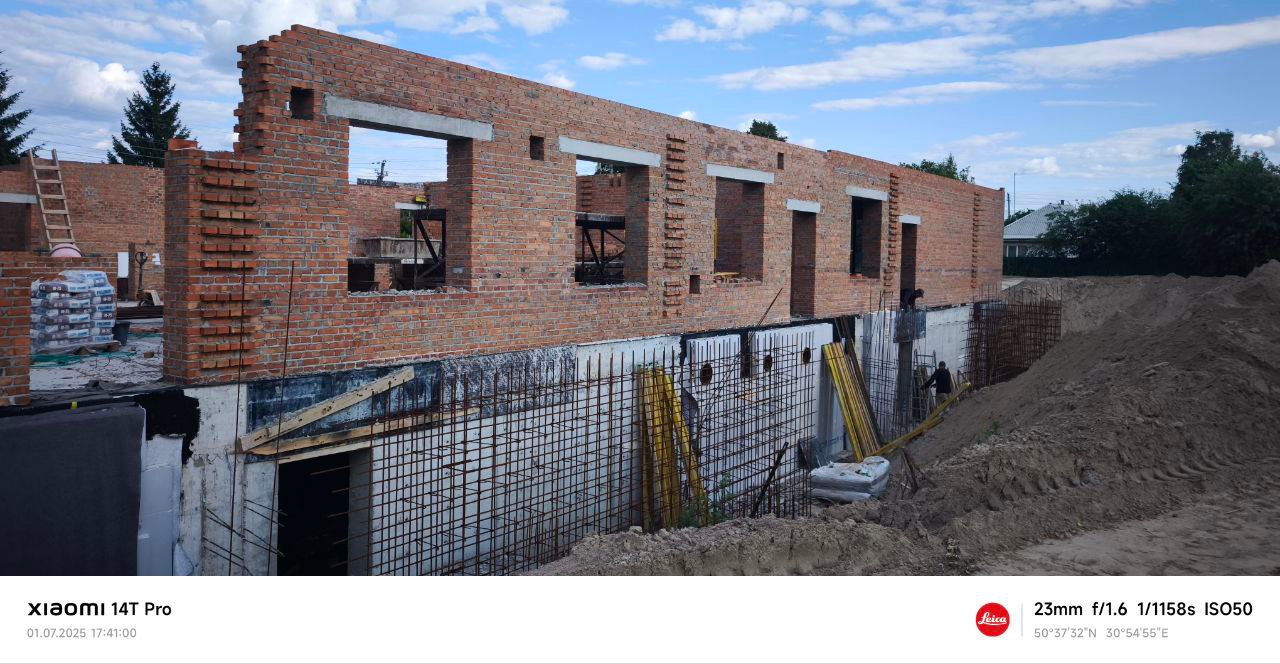 xiaomi 14T Pro
01.07.2025 17:41:00
Leica
23mm f/1.6 1/1158s ISO50
50°37'32"N 30°54'55"E